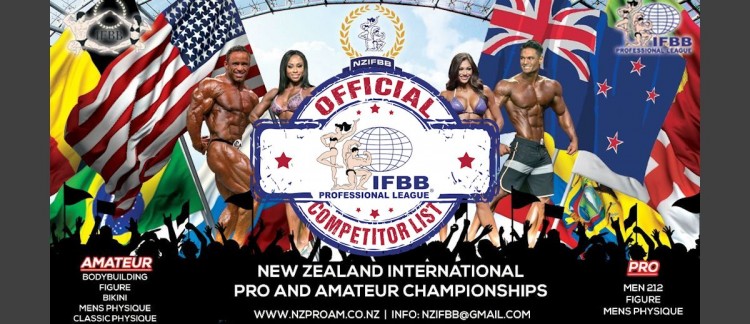 NZIFBB
IFBB
PROFESSIONAL LEAGUE
OFFICIAL
IFBB
PROFESSIONAL LEAGUE®
COMPETITOR LIST
AMATEUR
BODYBUILDING
FIGURE
BIKINI
MENS PHYSIQUE
CLASSIC PHYSIQUE
NEW ZEALAND INTERNATIONAL
PRO AND AMATEUR CHAMPIONSHIPS
WWW.NZPROAM.CO.NZ | INFO: NZIFBB@GMAIL.COM
PRO
MEN 212
FIGURE
MENS PHYSIQUE